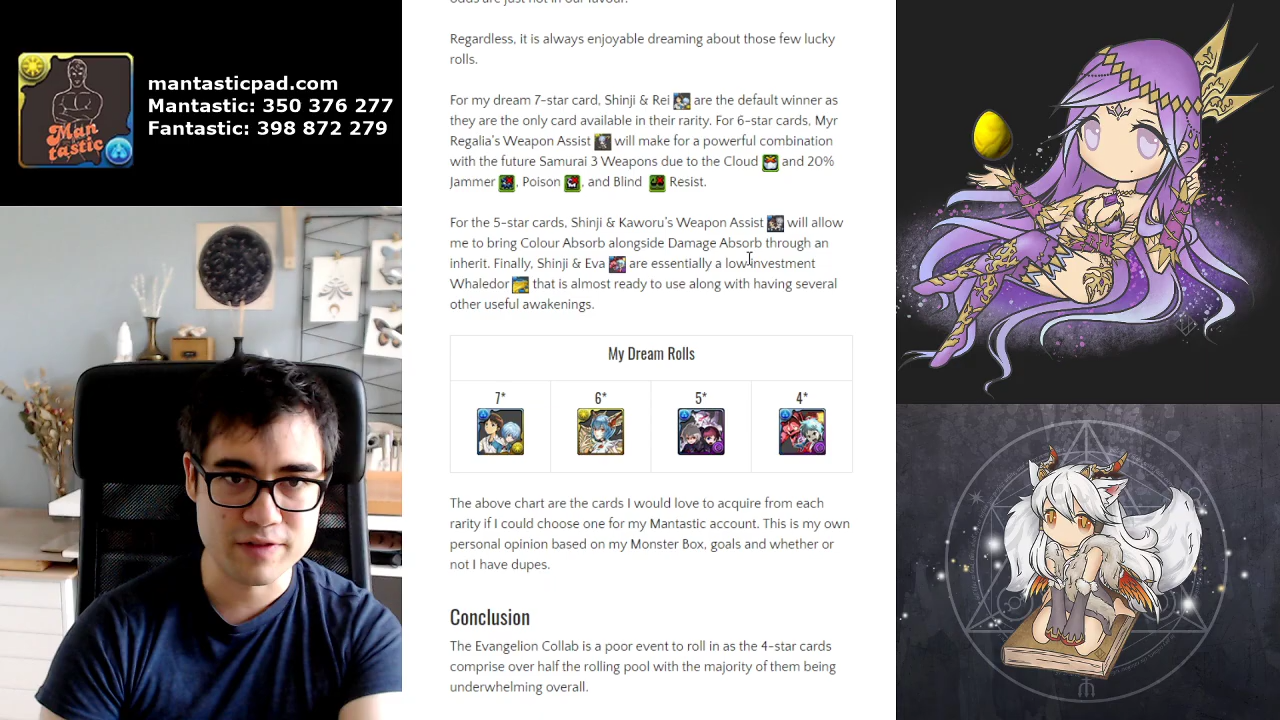 mantasticpad.com
Mantastic: 350 376 277
Fantastic: 398 872 279
Man
tastic
Regardless, it is always enjoyable dreaming about those few lucky
rolls.
For my dream 7-star card, Shinji & Rei are the default winner as
they are the only card available in their rarity. For 6-star cards, Myr
Regalia's Weapon Assist will make for a powerful combination
with the future Samurai 3 Weapons due to the Cloud and 20%
Jammer , Poison , and Blind Resist.
For the 5-star cards, Shinji & Kaworu's Weapon Assist will allow
me to bring Colour Absorb alongside Damage Absorb through an
inherit. Finally, Shinji & Eva are essentially a low-investment
Whaledor that is almost ready to use along with having several
other useful awakenings.
My Dream Rolls
7* 6* 5* 4*
The above chart are the cards I would love to acquire from each
rarity if I could choose one for my Mantastic account. This is my own
personal opinion based on my Monster Box, goals and whether or
not I have dupes.
Conclusion
The Evangelion Collab is a poor event to roll in as the 4-star cards
comprise over half the rolling pool with the majority of them being
underwhelming overall.